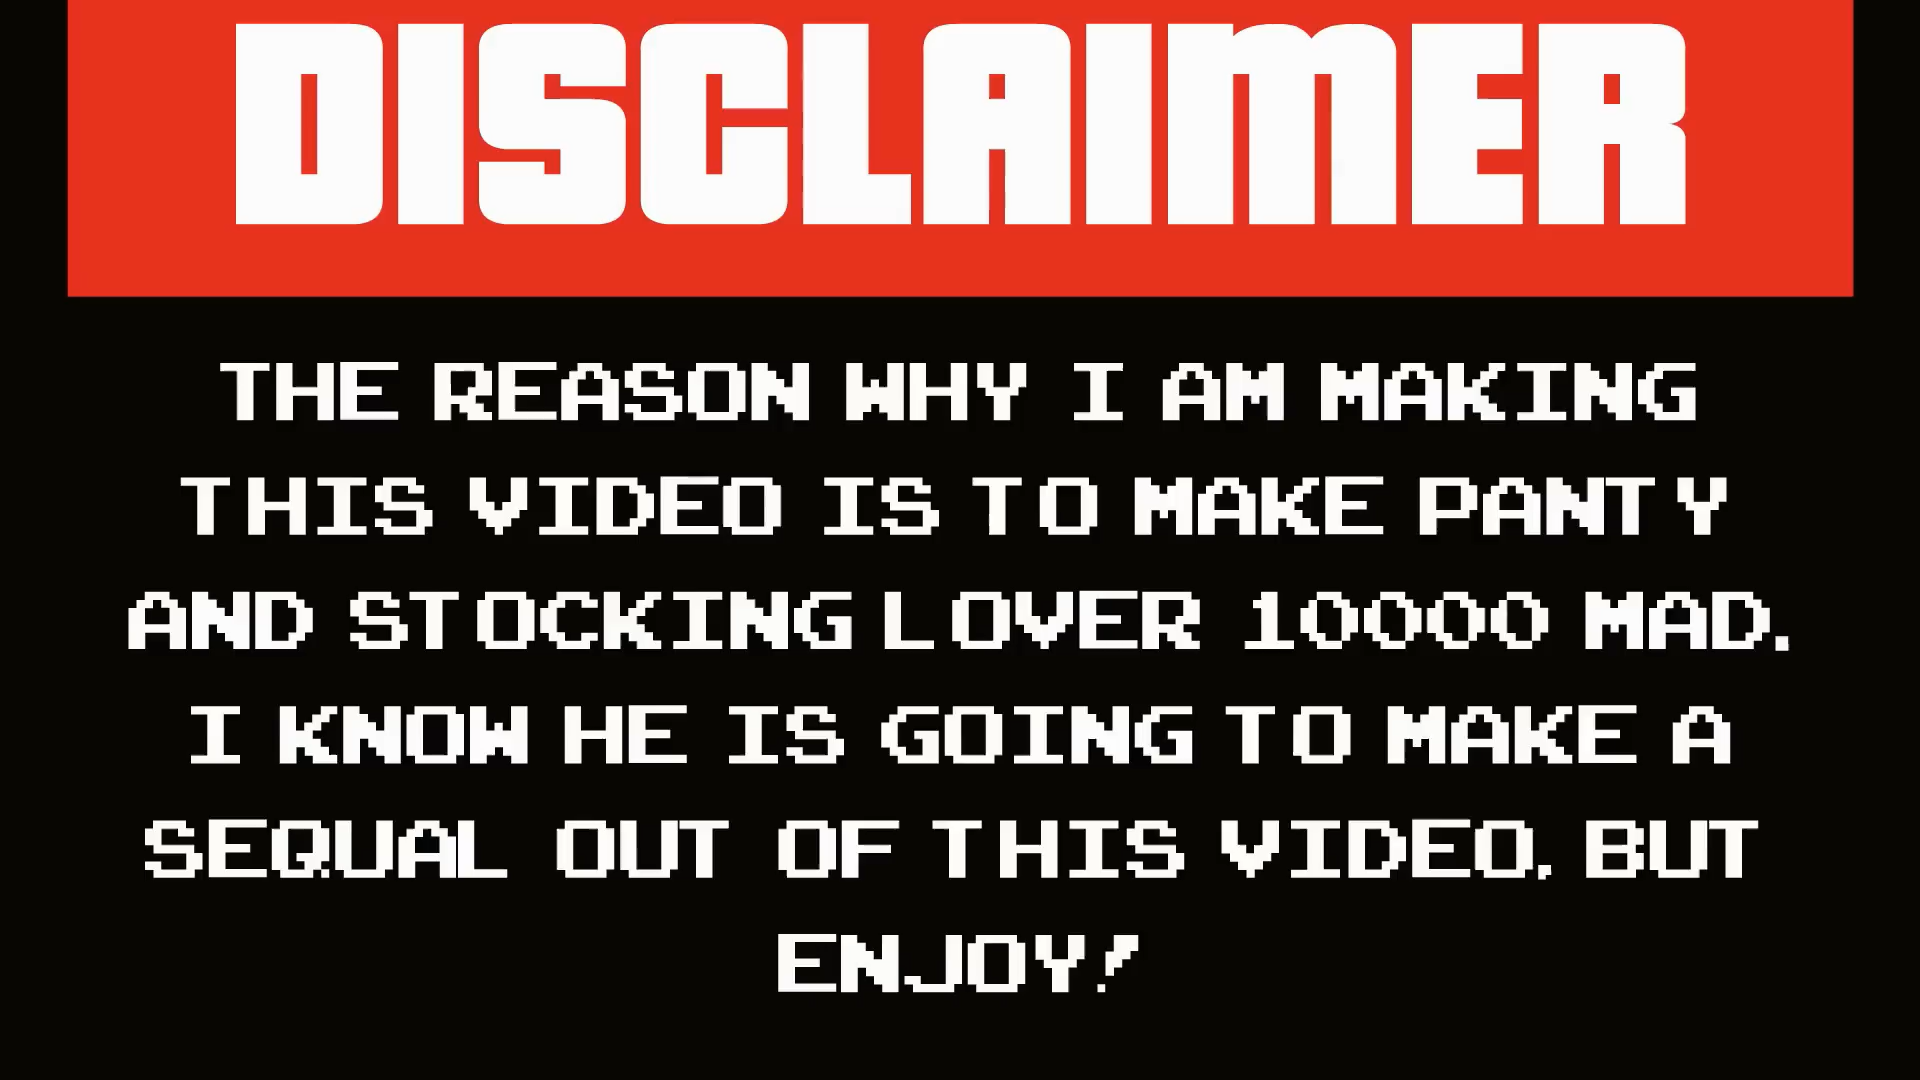 DISCLAIMER
THE REASON WHY I AM MAKING
THIS VIDEO IS TO MAKE PANTY
AND STOCKING LOVER 10000 MAD.
I KNOW HE IS GOING TO MAKE A
SEQUAL OUT OF THIS VIDEO, BUT
ENJOY!